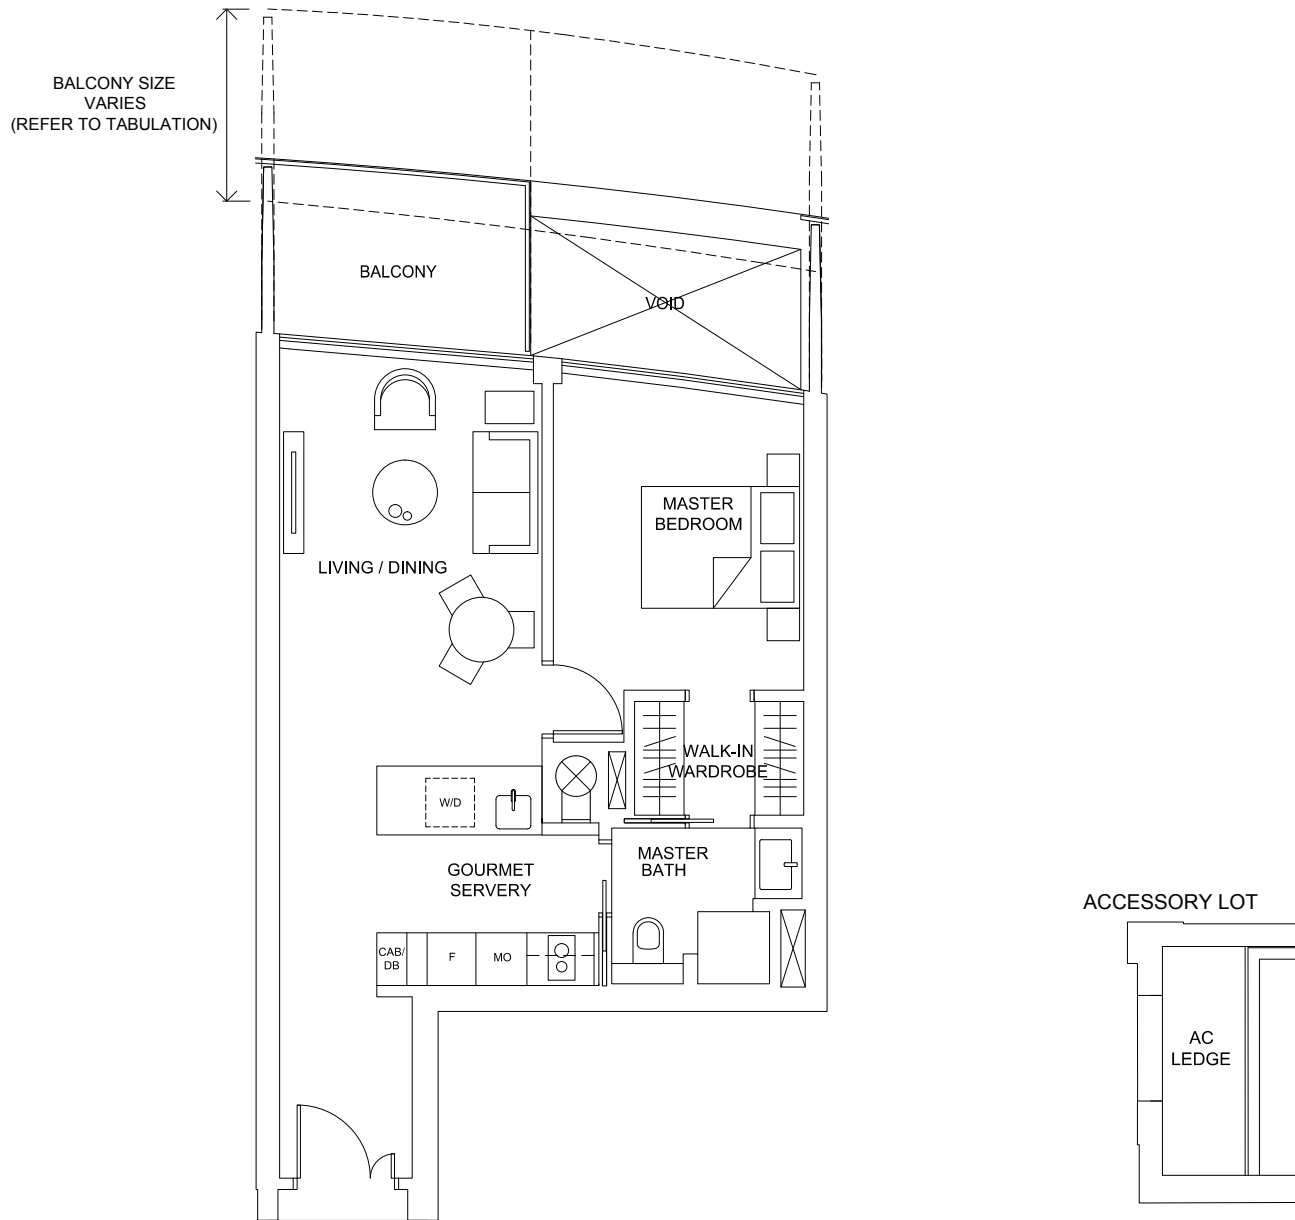 BALCONY SIZE
VARIES
(REFER TO TABULATION)
BALCONY
VOID
MASTER
BEDROOM
LIVING / DINING
WALK-IN
WARDROBE
W/D
MASTER
BATH
GOURMET
SERVERY
CAB/
DB
F
MO
ACCESSORY LOT
AC
LEDGE